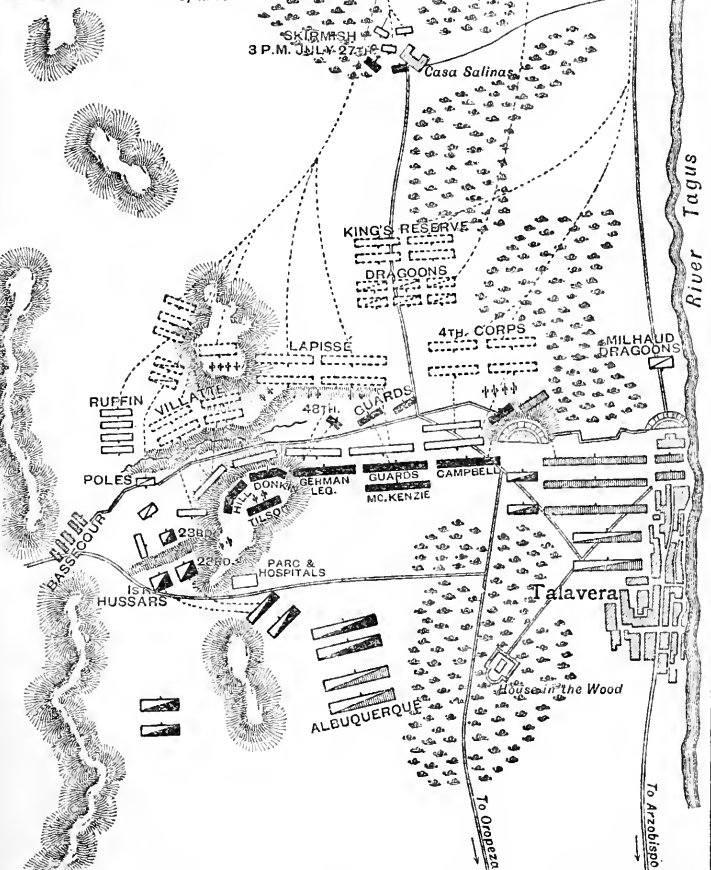 SKIRMISH
3 P.M. JULY 27TH
Casa Salinas
River Tagus
KING'S RESERVE
DRAGOONS
4TH. CORPS
LAPISSE
MILHAUD
DRAGOONS
RUFFIN
VILLATTE
48TH.
GUARDS
POLES
HILL
DONKIN
TILSON
GERMAN
LEG.
GUARDS
MC.KENZIE
CAMPBELL
BASSECOUR
23RD
22RD
1ST
HUSSARS
PARC &
HOSPITALS
Talavera
House in the Wood
ALBUQUERQUE
To Oropeza
To Arzobispo